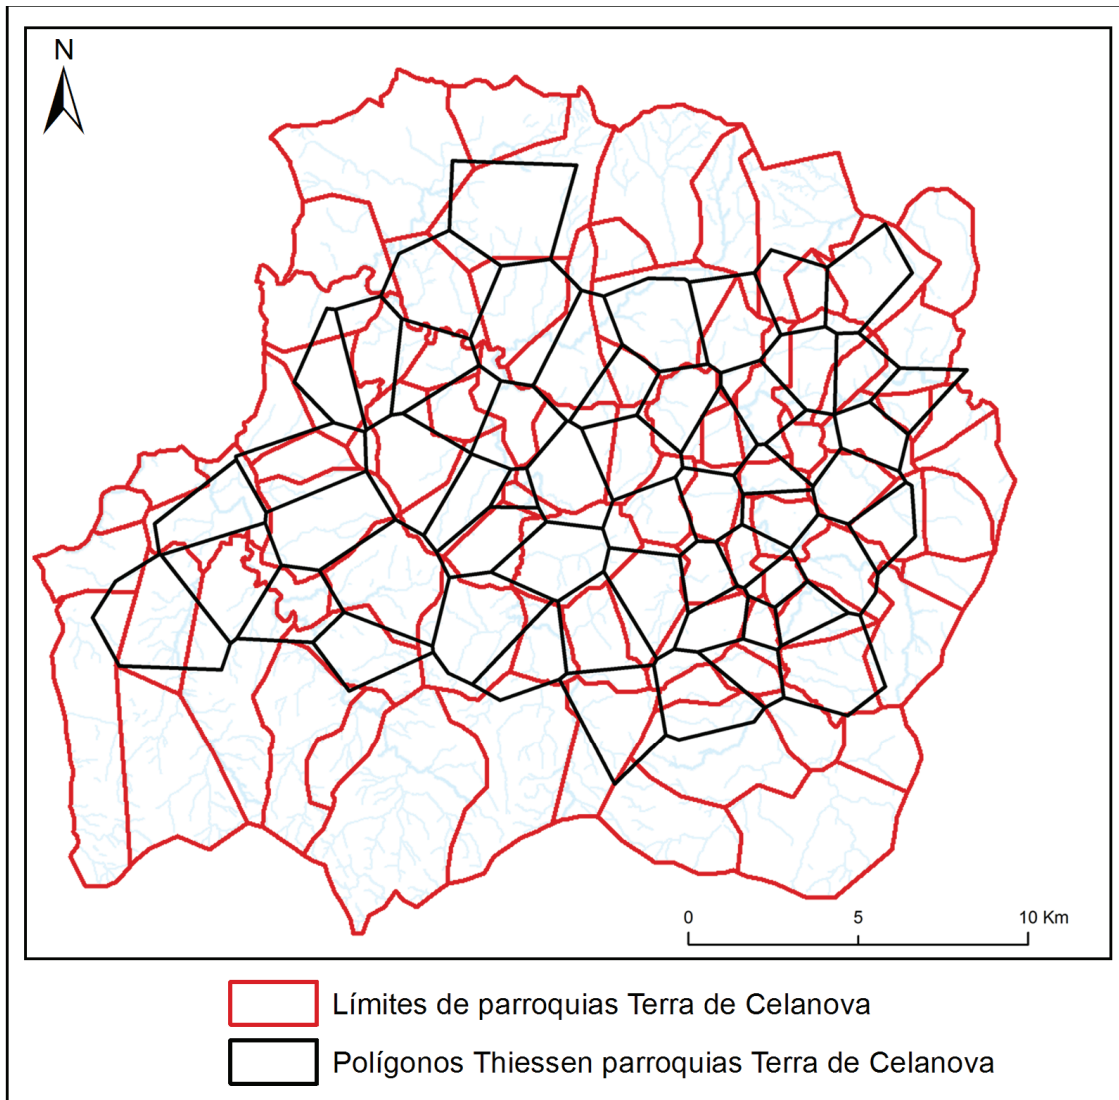 N
0 5 10 Km
Límites de parroquias Terra de Celanova
Polígonos Thiessen parroquias Terra de Celanova